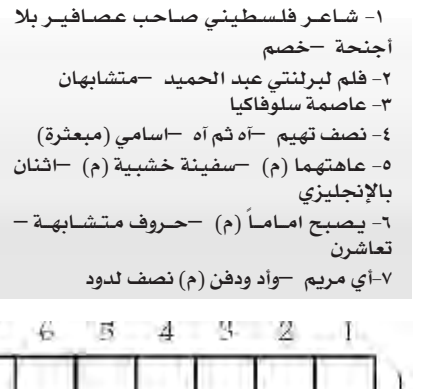 ١- شاعر فلسطيني صاحب عصافير بلا
أجنحة –خصم
٢- فلم لبرلنتي عبد الحميد –متشابهان
٣- عاصمة سلوفاكيا
٤- نصف تهيم –آه ثم آه –اسامي (مبعثرة)
٥- عاهتهما (م) –سفينة خشبية (م) –اثنان
بالإنجليزي
٦- يصبح اماماً (م) –حروف متشابهة –
تعاشرن
٧-أي مريم –وأد ودفن (م) نصف لدود
6 5 4 3 2 1